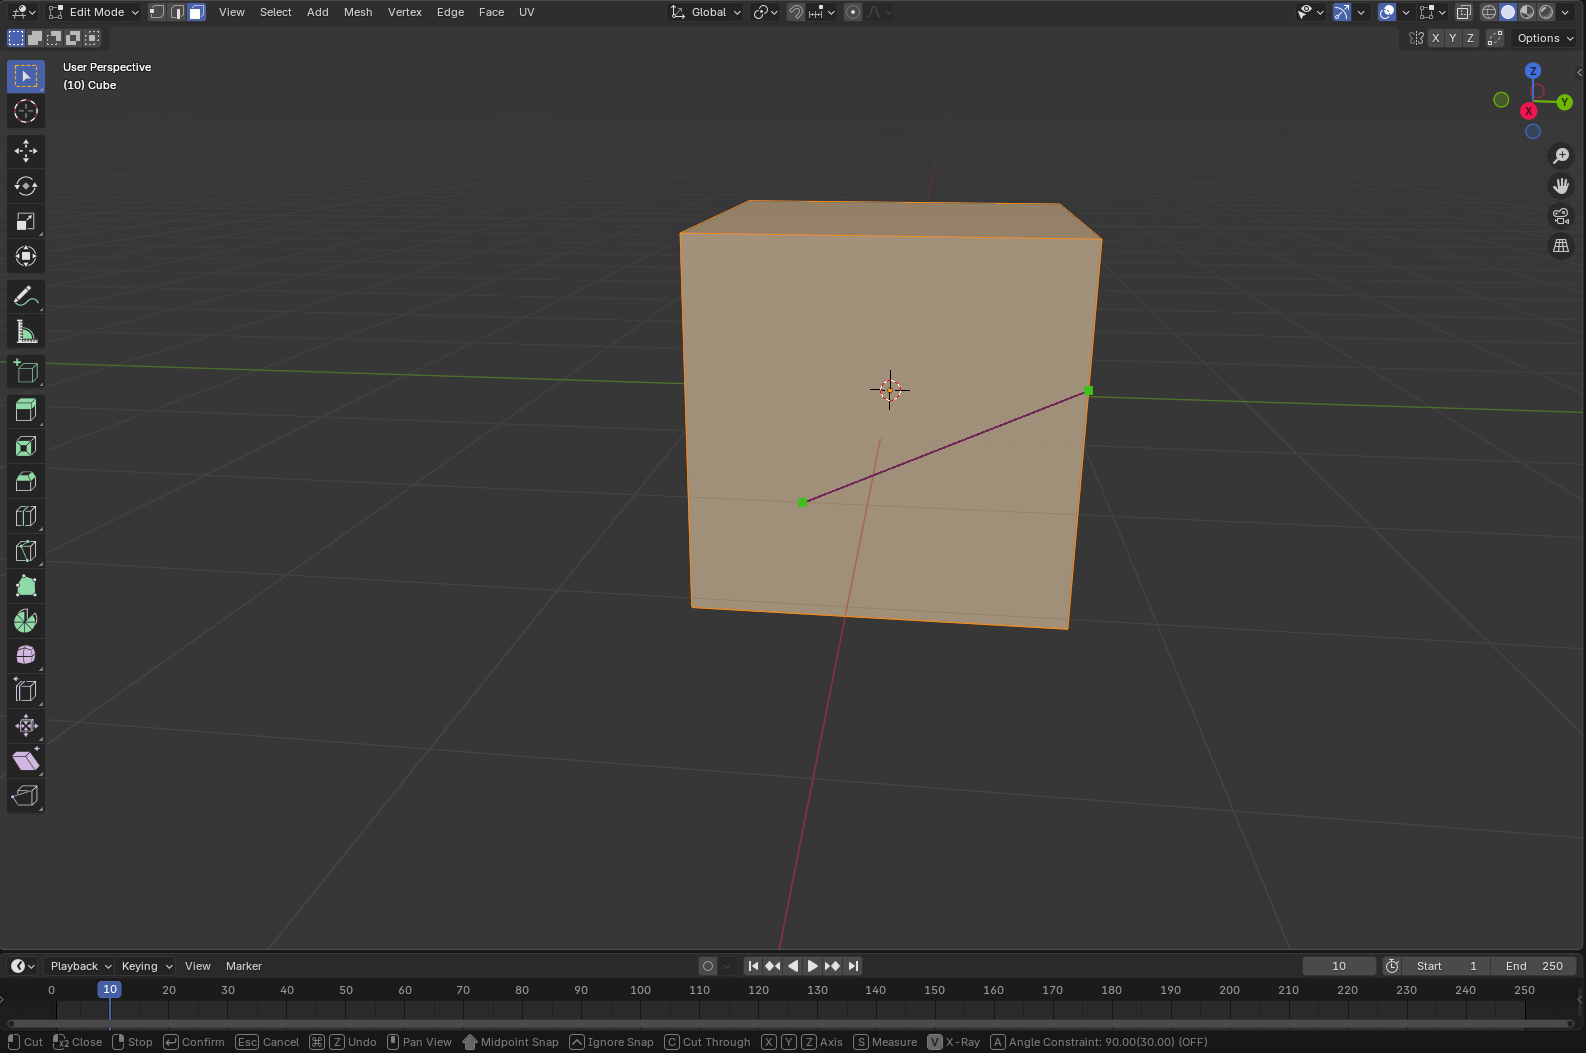 Edit Mode View Select Add Mesh Vertex Edge Face UV Global
X Y Z Options
User Perspective
(10) Cube
Z
Y
X
Playback Keying View Marker 10 Start 1 End 250
0 10 20 30 40 50 60 70 80 90 100 110 120 130 140 150 160 170 180 190 200 210 220 230 240 250
Cut x2 Close Stop Confirm Esc Cancel ⌘ Z Undo Pan View Midpoint Snap Ignore Snap C Cut Through X Y Z Axis S Measure V X-Ray A Angle Constraint: 90.00(30.00) (OFF)